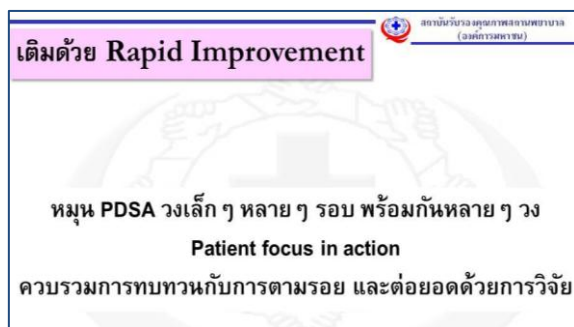 สถาบันรับรองคุณภาพสถานพยาบาล
(องค์การมหาชน)
เติมด้วย Rapid Improvement
หมุน PDSA วงเล็ก ๆ หลาย ๆ รอบ พร้อมกันหลาย ๆ วง
Patient focus in action
ควบรวมการทบทวนกับการตามรอย และต่อยอดด้วยการวิจัย